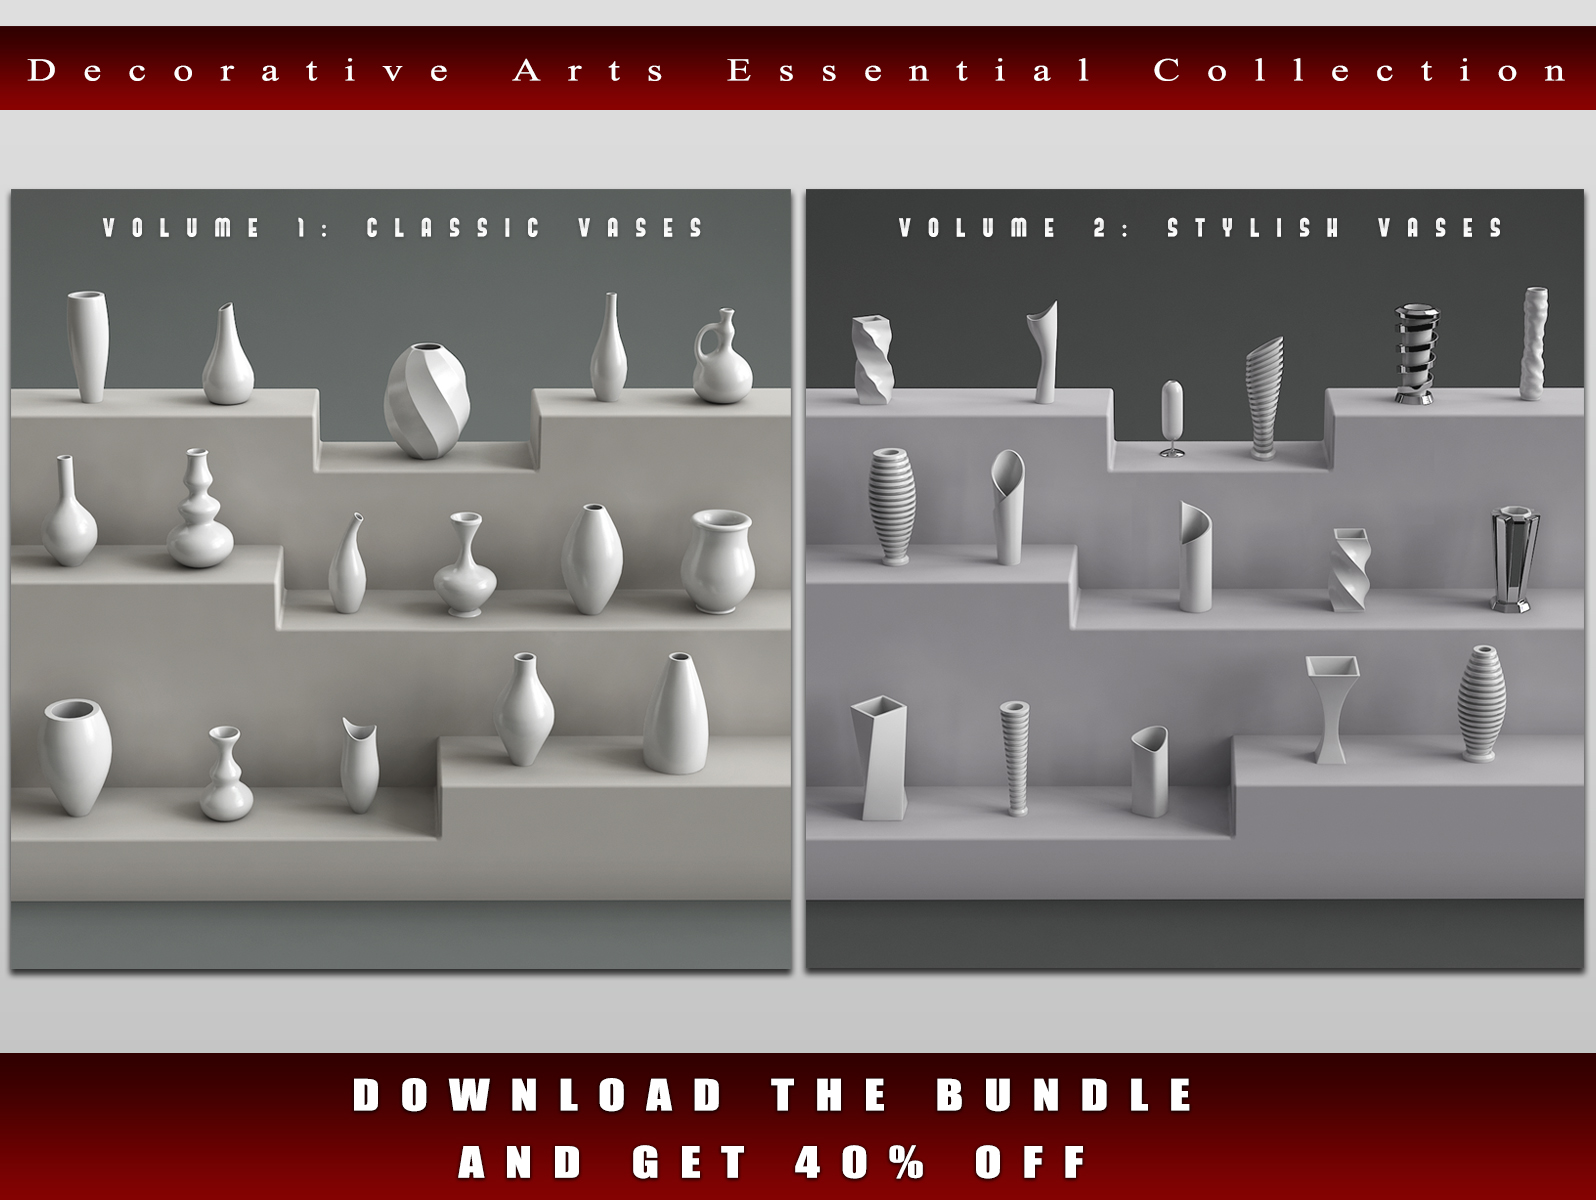 Decorative Arts Essential Collection
VOLUME 1: CLASSIC VASES
VOLUME 2: STYLISH VASES
DOWNLOAD THE BUNDLE
AND GET 40% OFF